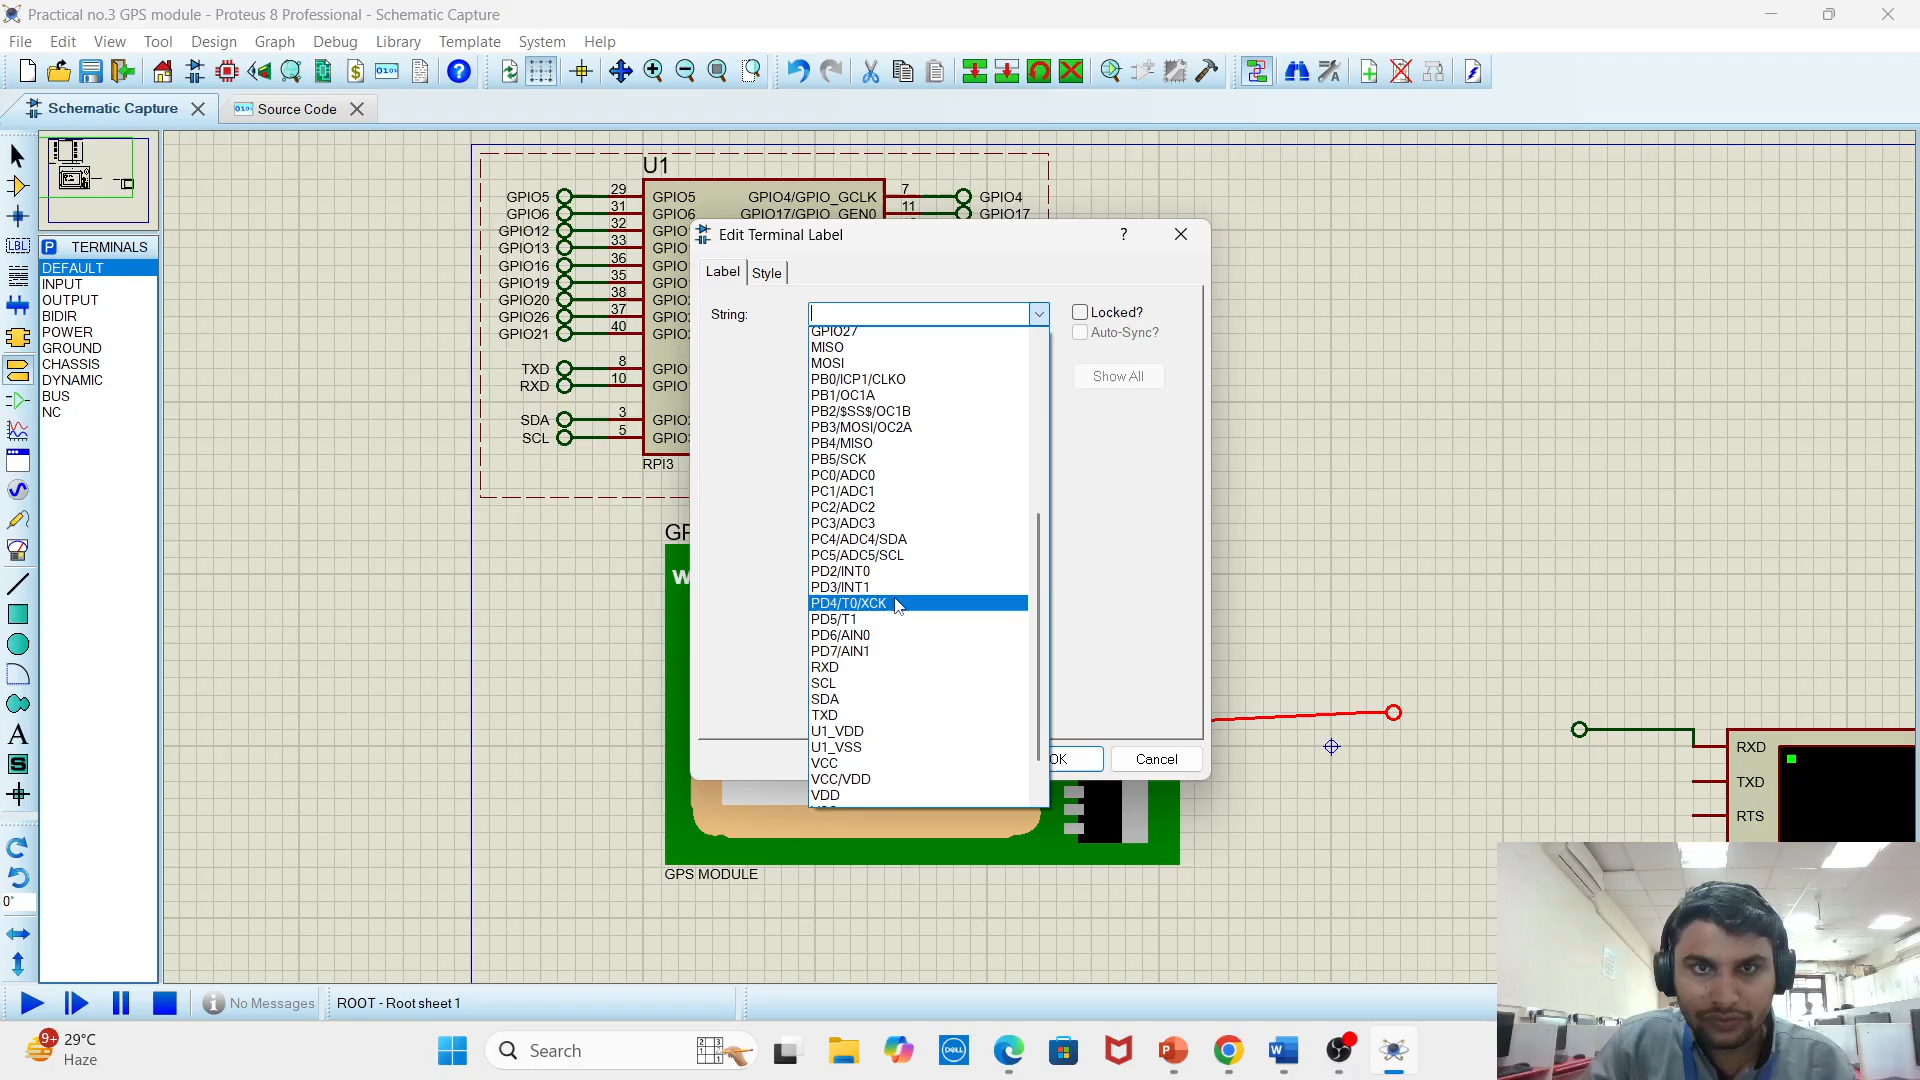 Practical no.3 GPS module - Proteus 8 Professional - Schematic Capture
File Edit View Tool Design Graph Debug Library Template System Help
Schematic Capture
Source Code
P TERMINALS
DEFAULT
INPUT
OUTPUT
BIDIR
POWER
GROUND
CHASSIS
DYNAMIC
BUS
NC
LBL
A
S
0°
U1
GPIO5 29 GPIO5 GPIO4/GPIO_GCLK 7 GPIO4
GPIO6 31 GPIO6 GPIO17/GPIO_GEN0 11 GPIO17
GPIO12 32
GPIO13 33
GPIO16 36
GPIO19 35
GPIO20 38
GPIO26 37
GPIO21 40
TXD 8
RXD 10
SDA 3
SCL 5
RPI3
Edit Terminal Label
?
Label Style
String:
Locked?
Auto-Sync?
Show All
GPIO27
MISO
MOSI
PB0/ICP1/CLKO
PB1/OC1A
PB2/$SS$/OC1B
PB3/MOSI/OC2A
PB4/MISO
PB5/SCK
PC0/ADC0
PC1/ADC1
PC2/ADC2
PC3/ADC3
PC4/ADC4/SDA
PC5/ADC5/SCL
PD2/INT0
PD3/INT1
PD4/T0/XCK
PD5/T1
PD6/AIN0
PD7/AIN1
RXD
SCL
SDA
TXD
U1_VDD
U1_VSS
VCC
VCC/VDD
VDD
OK Cancel
GPS MODULE
RXD
TXD
RTS
No Messages
ROOT - Root sheet 1
9+
29°C
Haze
Search
DELL